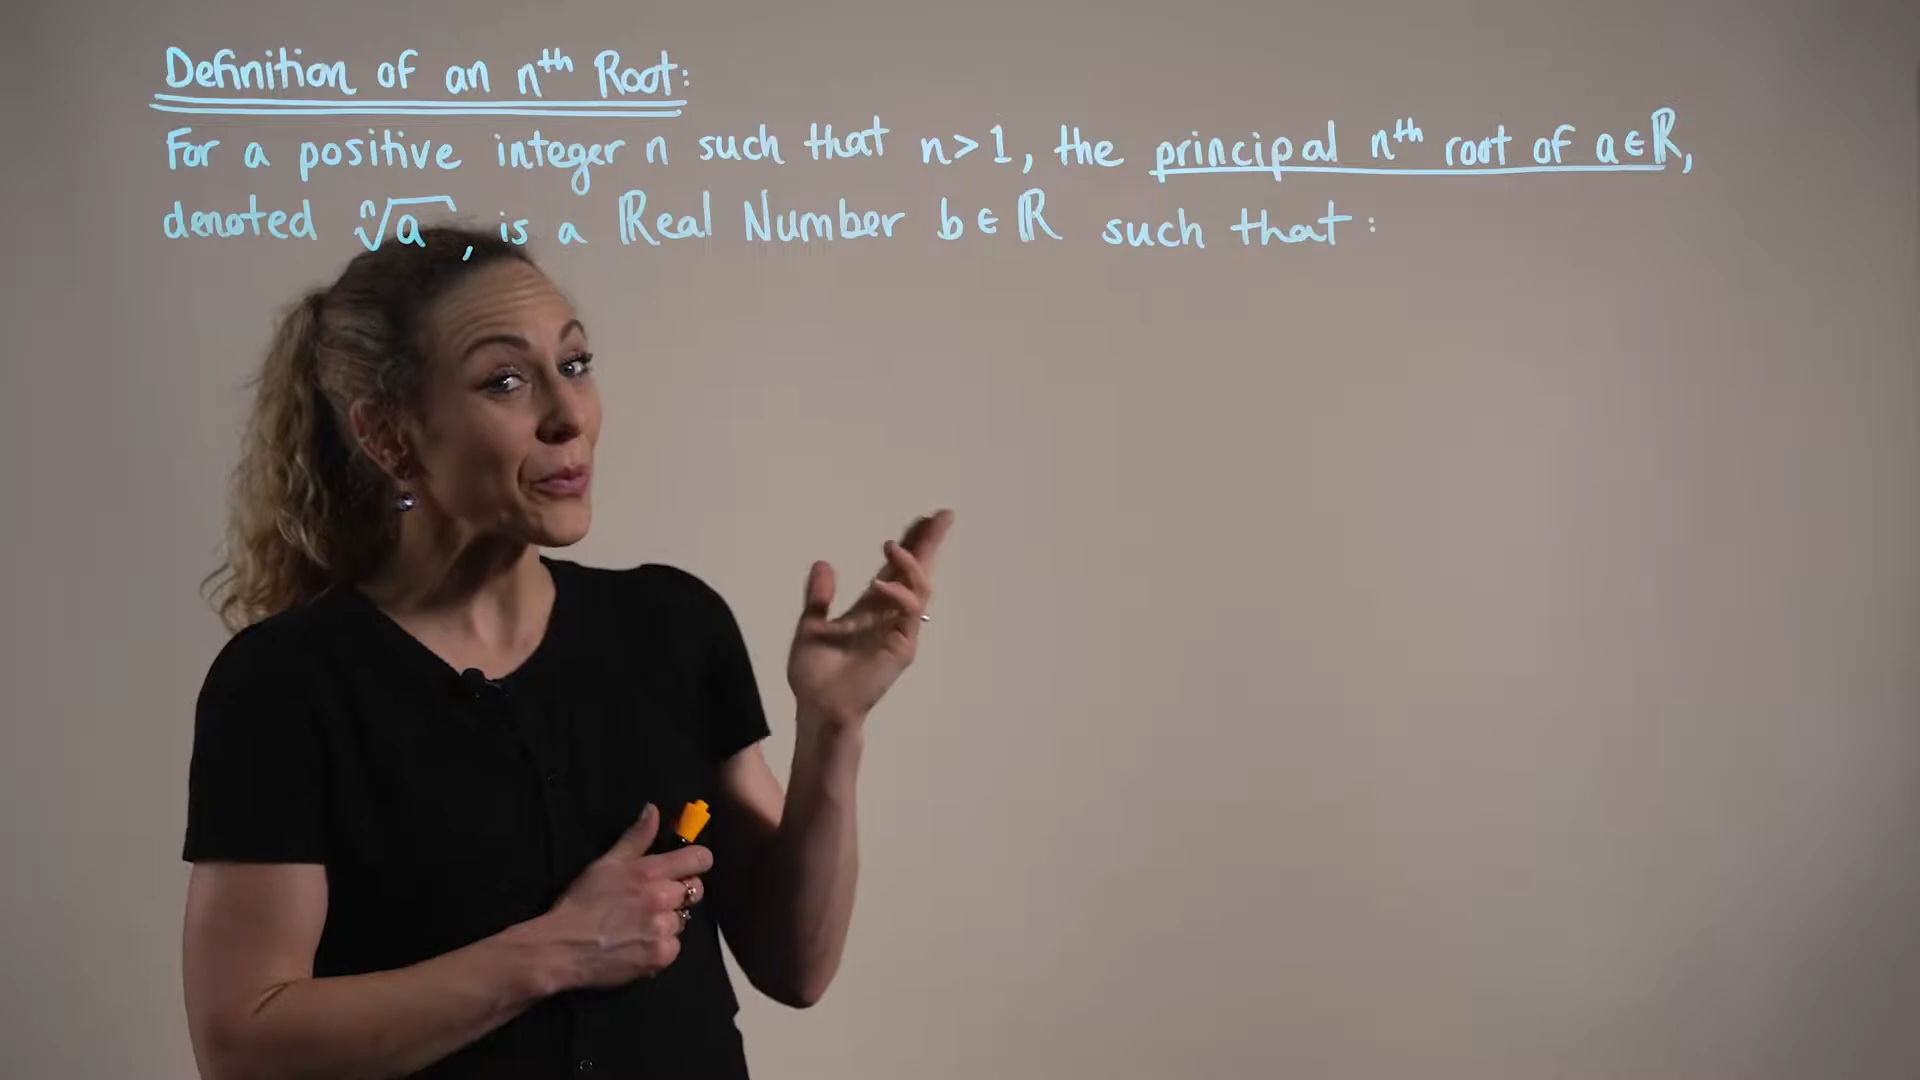 Definition of an nᵗʰ Root:
For a positive integer n such that n>1, the principal nᵗʰ root of a∈ℝ,
denoted ⁿ√a, is a Real Number b∈ℝ such that: